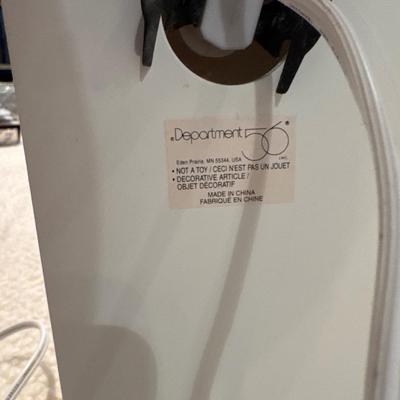 ®Department 56®
Eden Prairie, MN 55344, USA INC.
• NOT A TOY / CECI N'EST PAS UN JOUET
• DECORATIVE ARTICLE /
OBJET DÉCORATIF
MADE IN CHINA
FABRIQUÉ EN CHINE